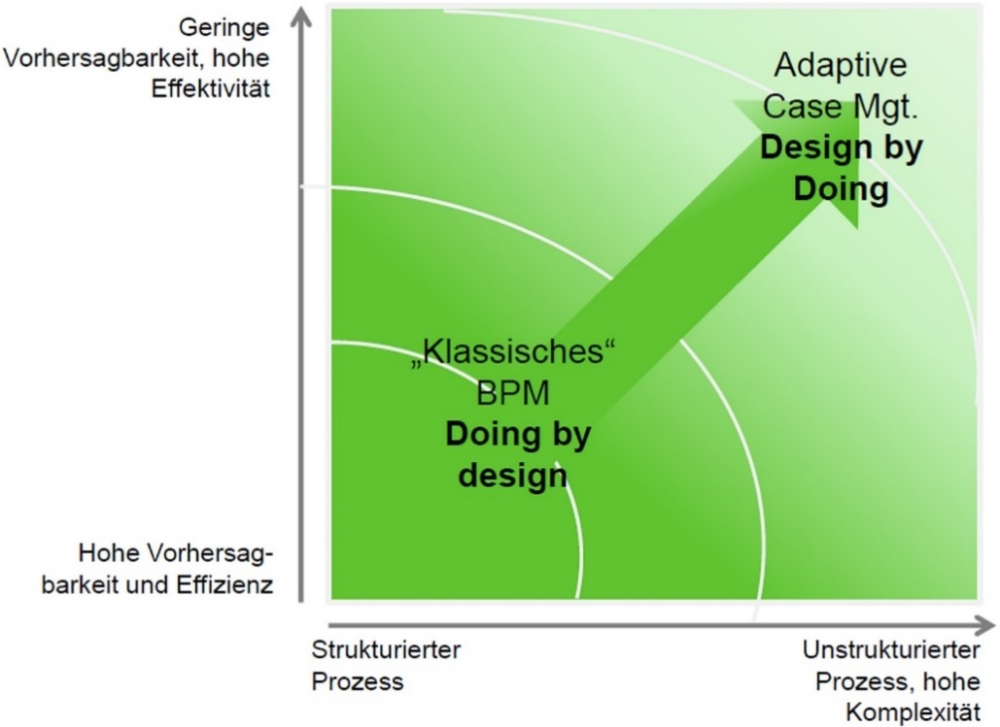 Geringe
Vorhersagbarkeit, hohe
Effektivität
Adaptive
Case Mgt.
Design by
Doing
„Klassisches“
BPM
Doing by
design
Hohe Vorhersag-
barkeit und Effizienz
Strukturierter
Prozess
Unstrukturierter
Prozess, hohe
Komplexität